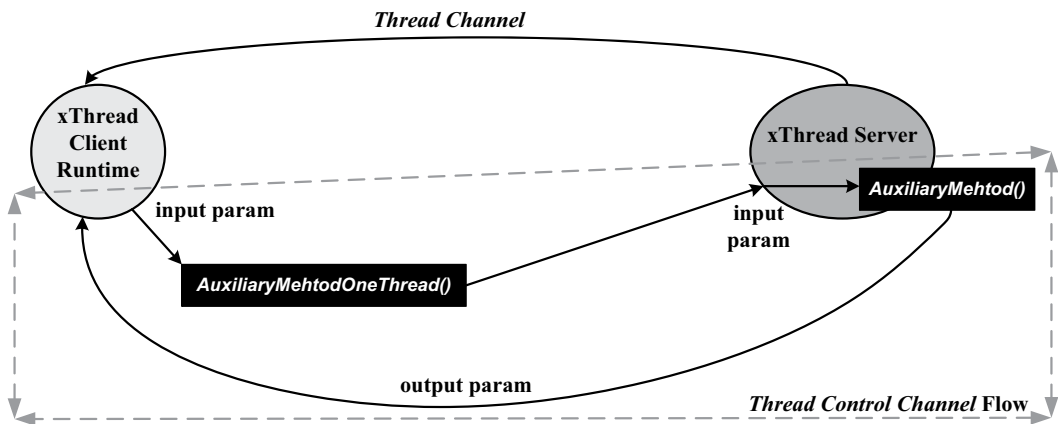 Thread Channel
xThread
Client
Runtime
xThread Server
AuxiliaryMehtod()
input param
input
param
AuxiliaryMehtodOneThread()
output param
Thread Control Channel Flow